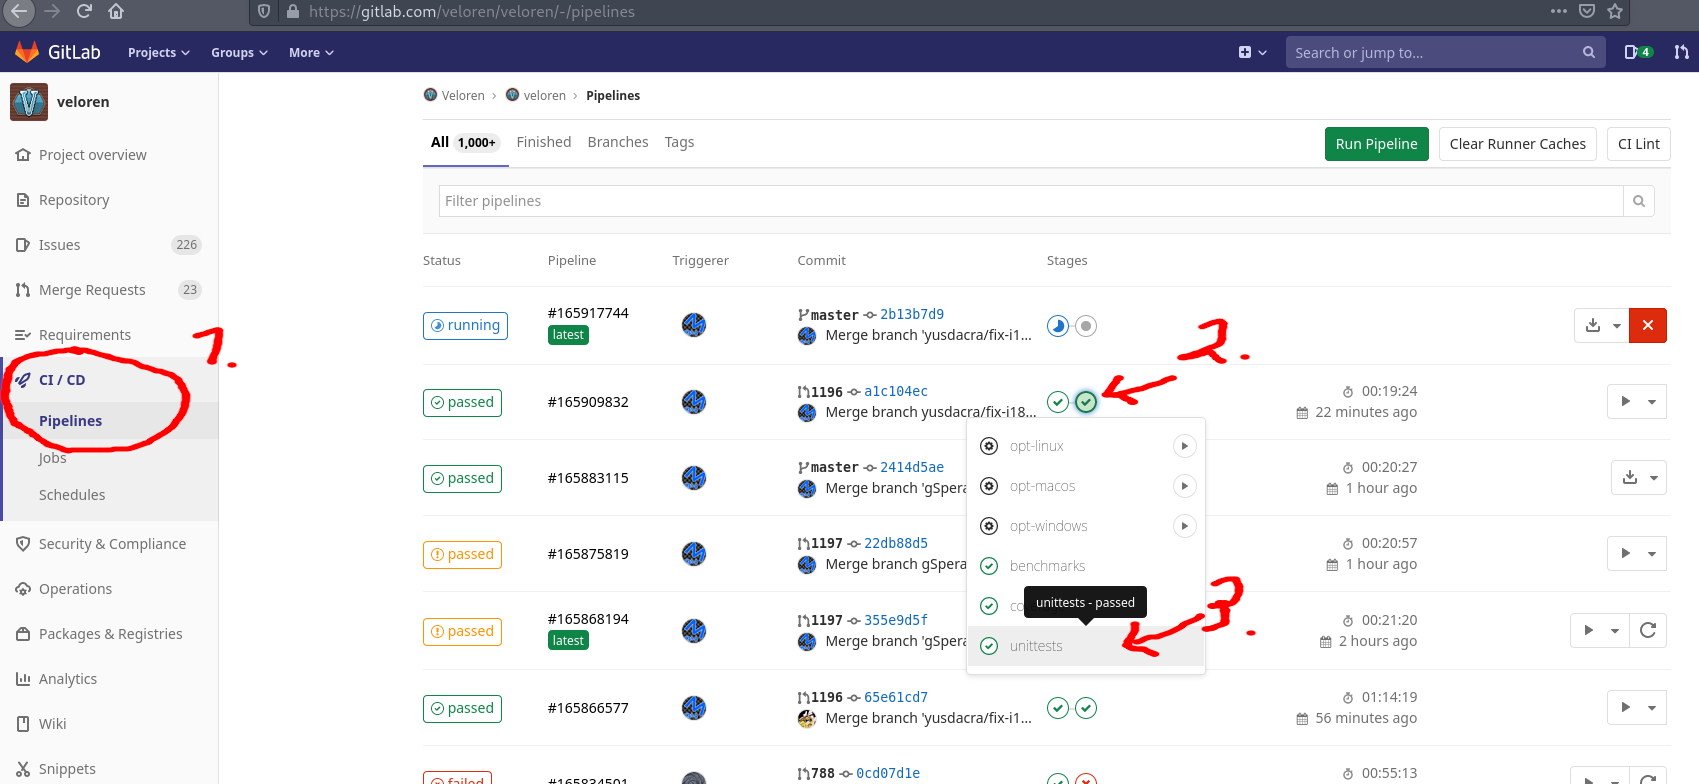 https://gitlab.com/veloren/veloren/-/pipelines
GitLab Projects Groups More Search or jump to... 4
veloren
Project overview
Repository
Issues 226
Merge Requests 23
Requirements
CI / CD
Pipelines
Jobs
Schedules
Security & Compliance
Operations
Packages & Registries
Analytics
Wiki
Snippets
1.
Veloren > veloren > Pipelines
All 1,000+ Finished Branches Tags Run Pipeline Clear Runner Caches CI Lint
Filter pipelines
Status Pipeline Triggerer Commit Stages
running #165917744 master 2b13b7d9
latest Merge branch 'yusdacra/fix-i1...
2.
passed #165909832 1196 a1c104ec 00:19:24
Merge branch yusdacra/fix-i18... 22 minutes ago
opt-linux
opt-macos
opt-windows
benchmarks
co
unittests - passed
unittests
3.
passed #165883115 master 2414d5ae 00:20:27
Merge branch 'gSpera 1 hour ago
passed #165875819 1197 22db88d5 00:20:57
Merge branch gSpera 1 hour ago
passed #165868194 1197 355e9d5f 00:21:20
latest Merge branch 'gSpera 2 hours ago
passed #165866577 1196 65e61cd7 01:14:19
Merge branch 'yusdacra/fix-i1... 56 minutes ago
failed #165834501 788 0cd07d1e 00:55:13